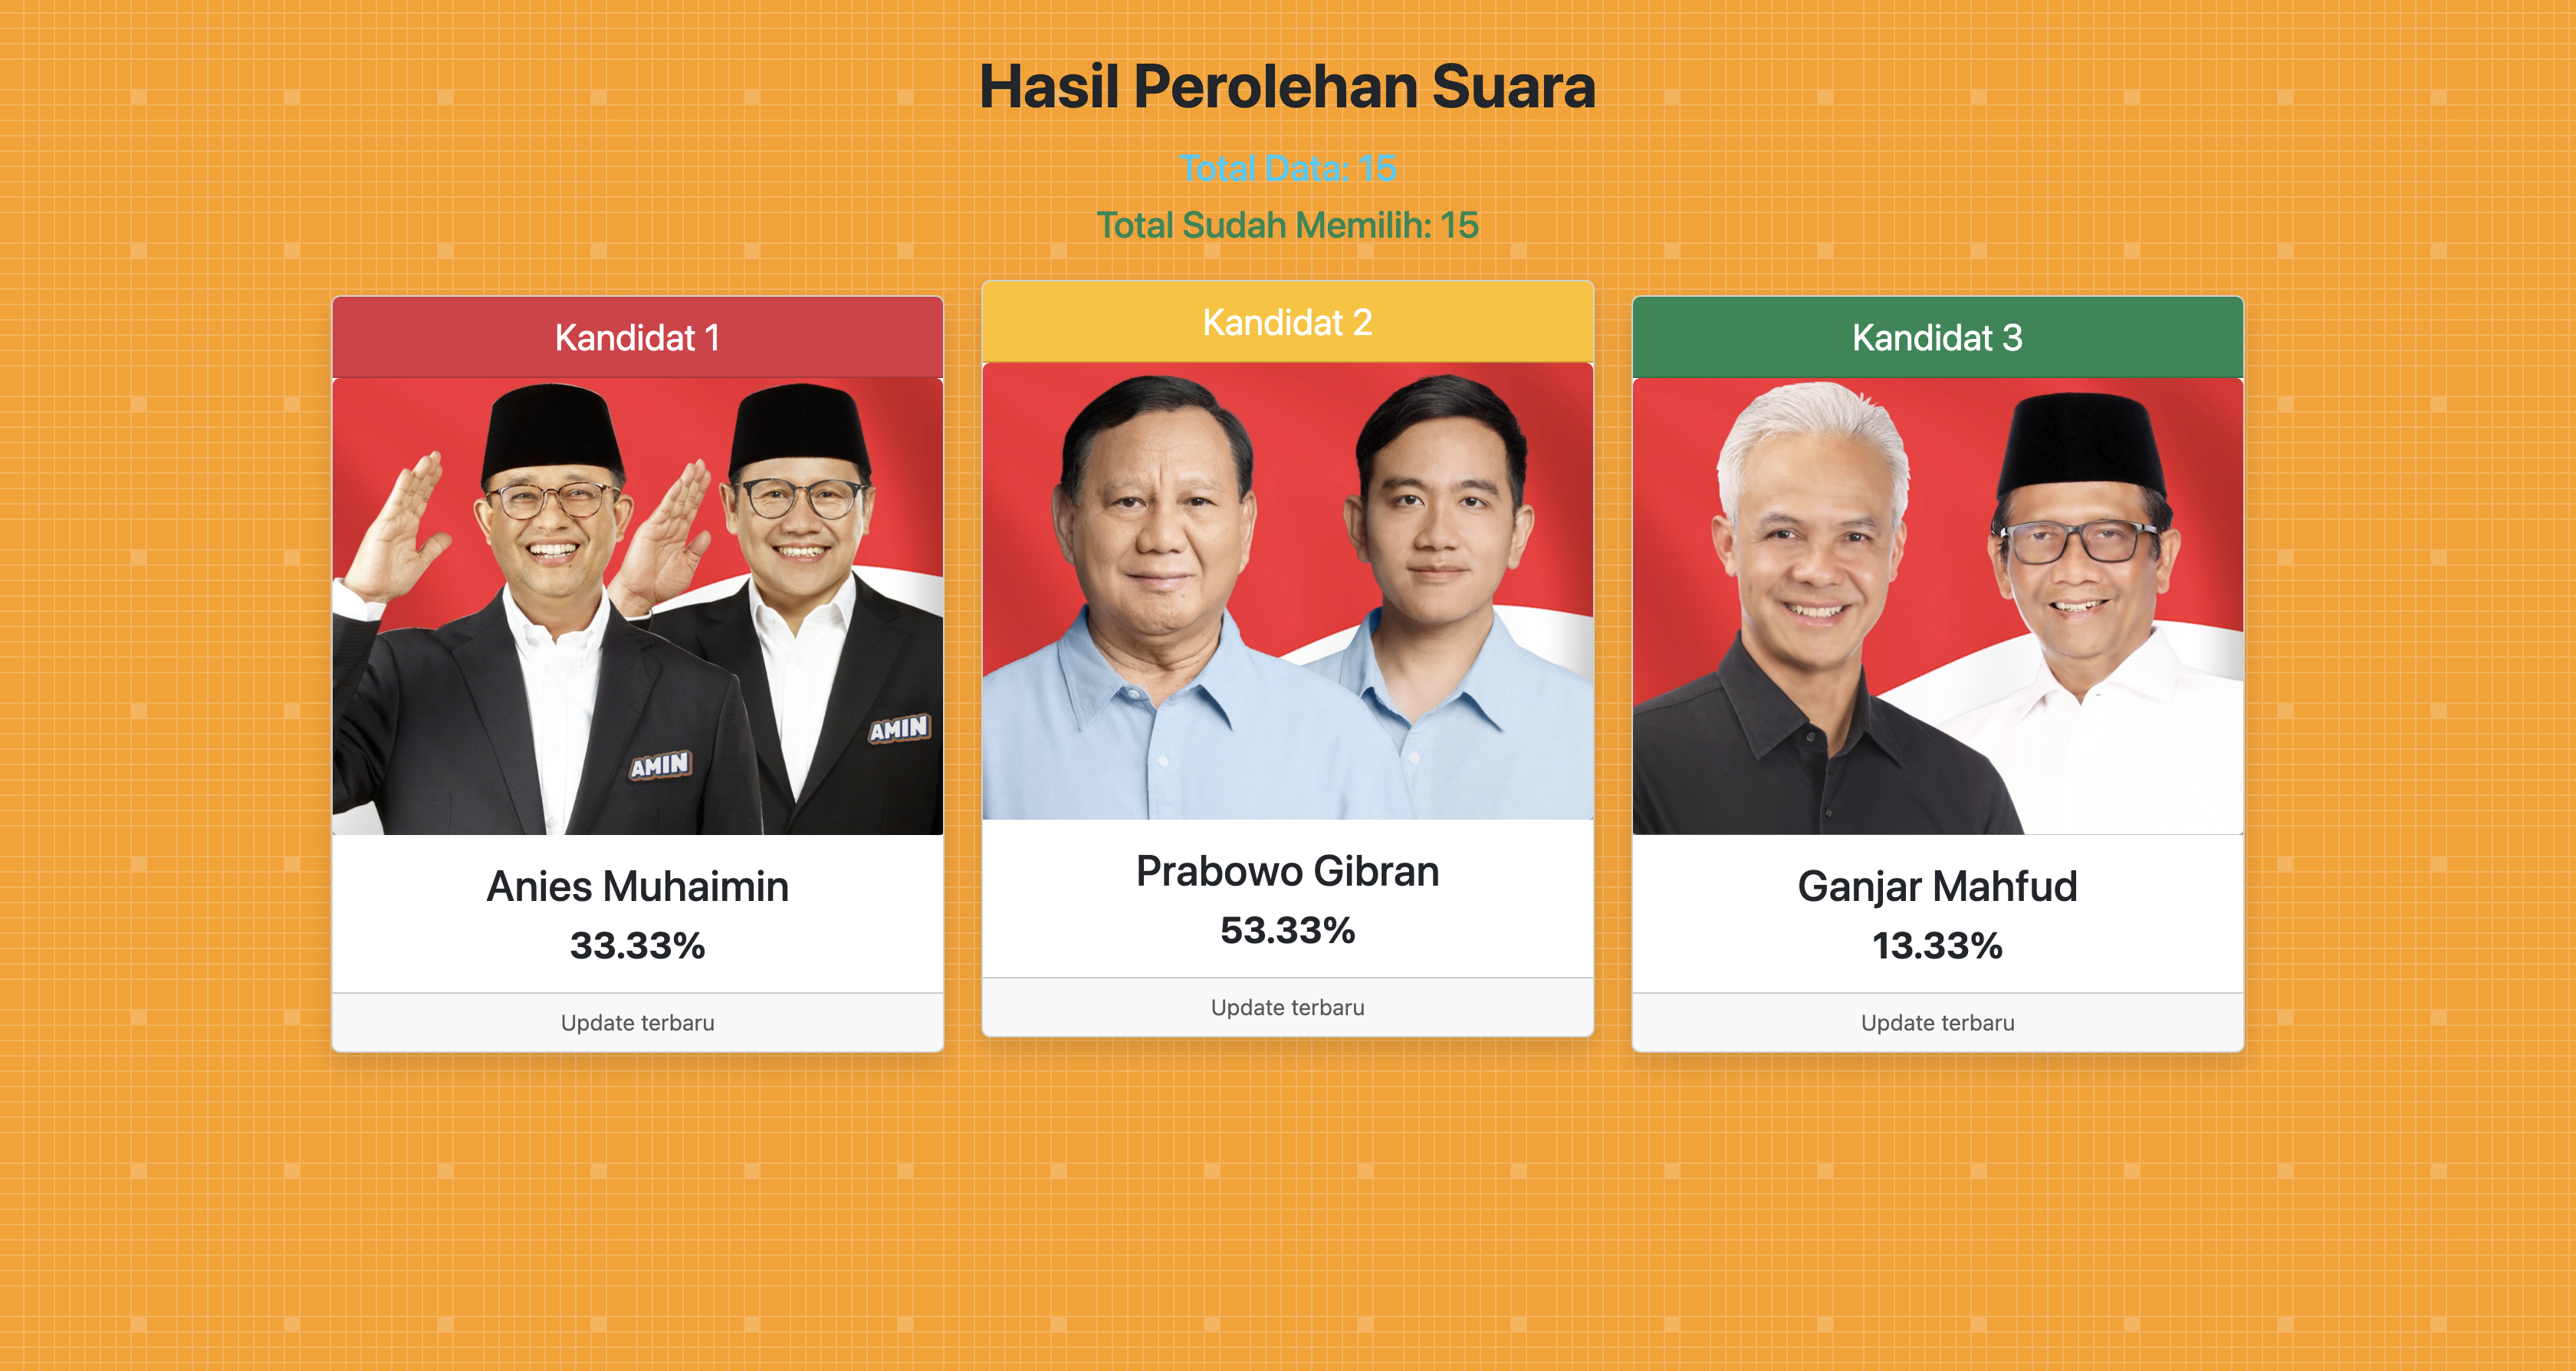 Hasil Perolehan Suara
Total Data: 15
Total Sudah Memilih: 15
Kandidat 1
AMIN
AMIN
Anies Muhaimin
33.33%
Update terbaru
Kandidat 2
Prabowo Gibran
53.33%
Update terbaru
Kandidat 3
Ganjar Mahfud
13.33%
Update terbaru